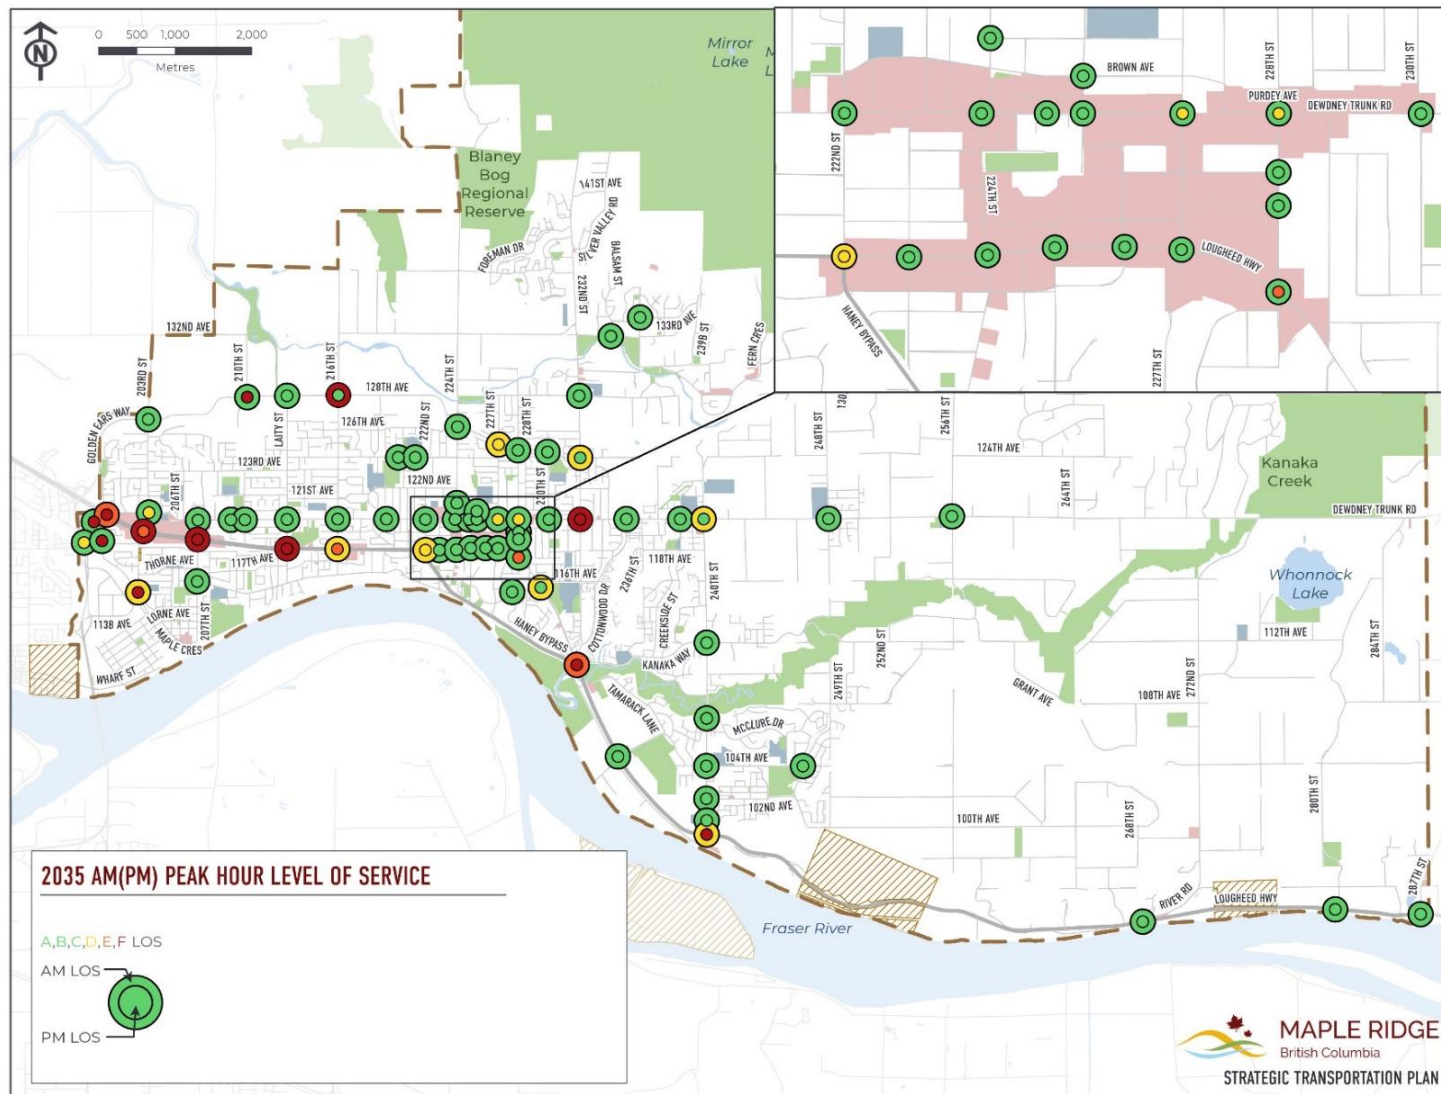 N
0 500 1,000 2,000
Metres
Mirror
Lake
M
L
Blaney
Bog
Regional
Reserve
141ST AVE
SILVER VALLEY RD
FOREMAN DR
BALSAM ST
232ND ST
132ND AVE
133RD AVE
239B ST
FERN CRES
203RD ST
210TH ST
216TH ST
224TH ST
128TH AVE
GOLDEN EARS WAY
LAITY ST
126TH AVE
222ND ST
227TH ST
228TH ST
123RD AVE
122ND AVE
206TH ST
121ST AVE
230TH ST
THORNE AVE
117TH AVE
116TH AVE
118TH AVE
236TH ST
240TH ST
113B AVE
LORNE AVE
MAPLE CRES
207TH ST
WHARF ST
HANEY BYPASS
COTTONWOOD DR
CREEKSIDE ST
KANAKA WAY
TAMARACK LANE
MCCLURE DR
104TH AVE
102ND AVE
249TH ST
252ND ST
130
248TH ST
256TH ST
124TH AVE
264TH ST
Kanaka
Creek
DEWDNEY TRUNK RD
Whonnock
Lake
112TH AVE
284TH ST
272ND ST
GRANT AVE
108TH AVE
100TH AVE
268TH ST
280TH ST
RIVER RD
LOUGHEED HWY
287TH ST
Fraser River
BROWN AVE
228TH ST
230TH ST
PURDEY AVE
DEWDNEY TRUNK RD
222ND ST
224TH ST
LOUGHEED HWY
HANEY BYPASS
227TH ST
2035 AM(PM) PEAK HOUR LEVEL OF SERVICE
A,B,C,D,E,F LOS
AM LOS
PM LOS
MAPLE RIDGE
British Columbia
STRATEGIC TRANSPORTATION PLAN